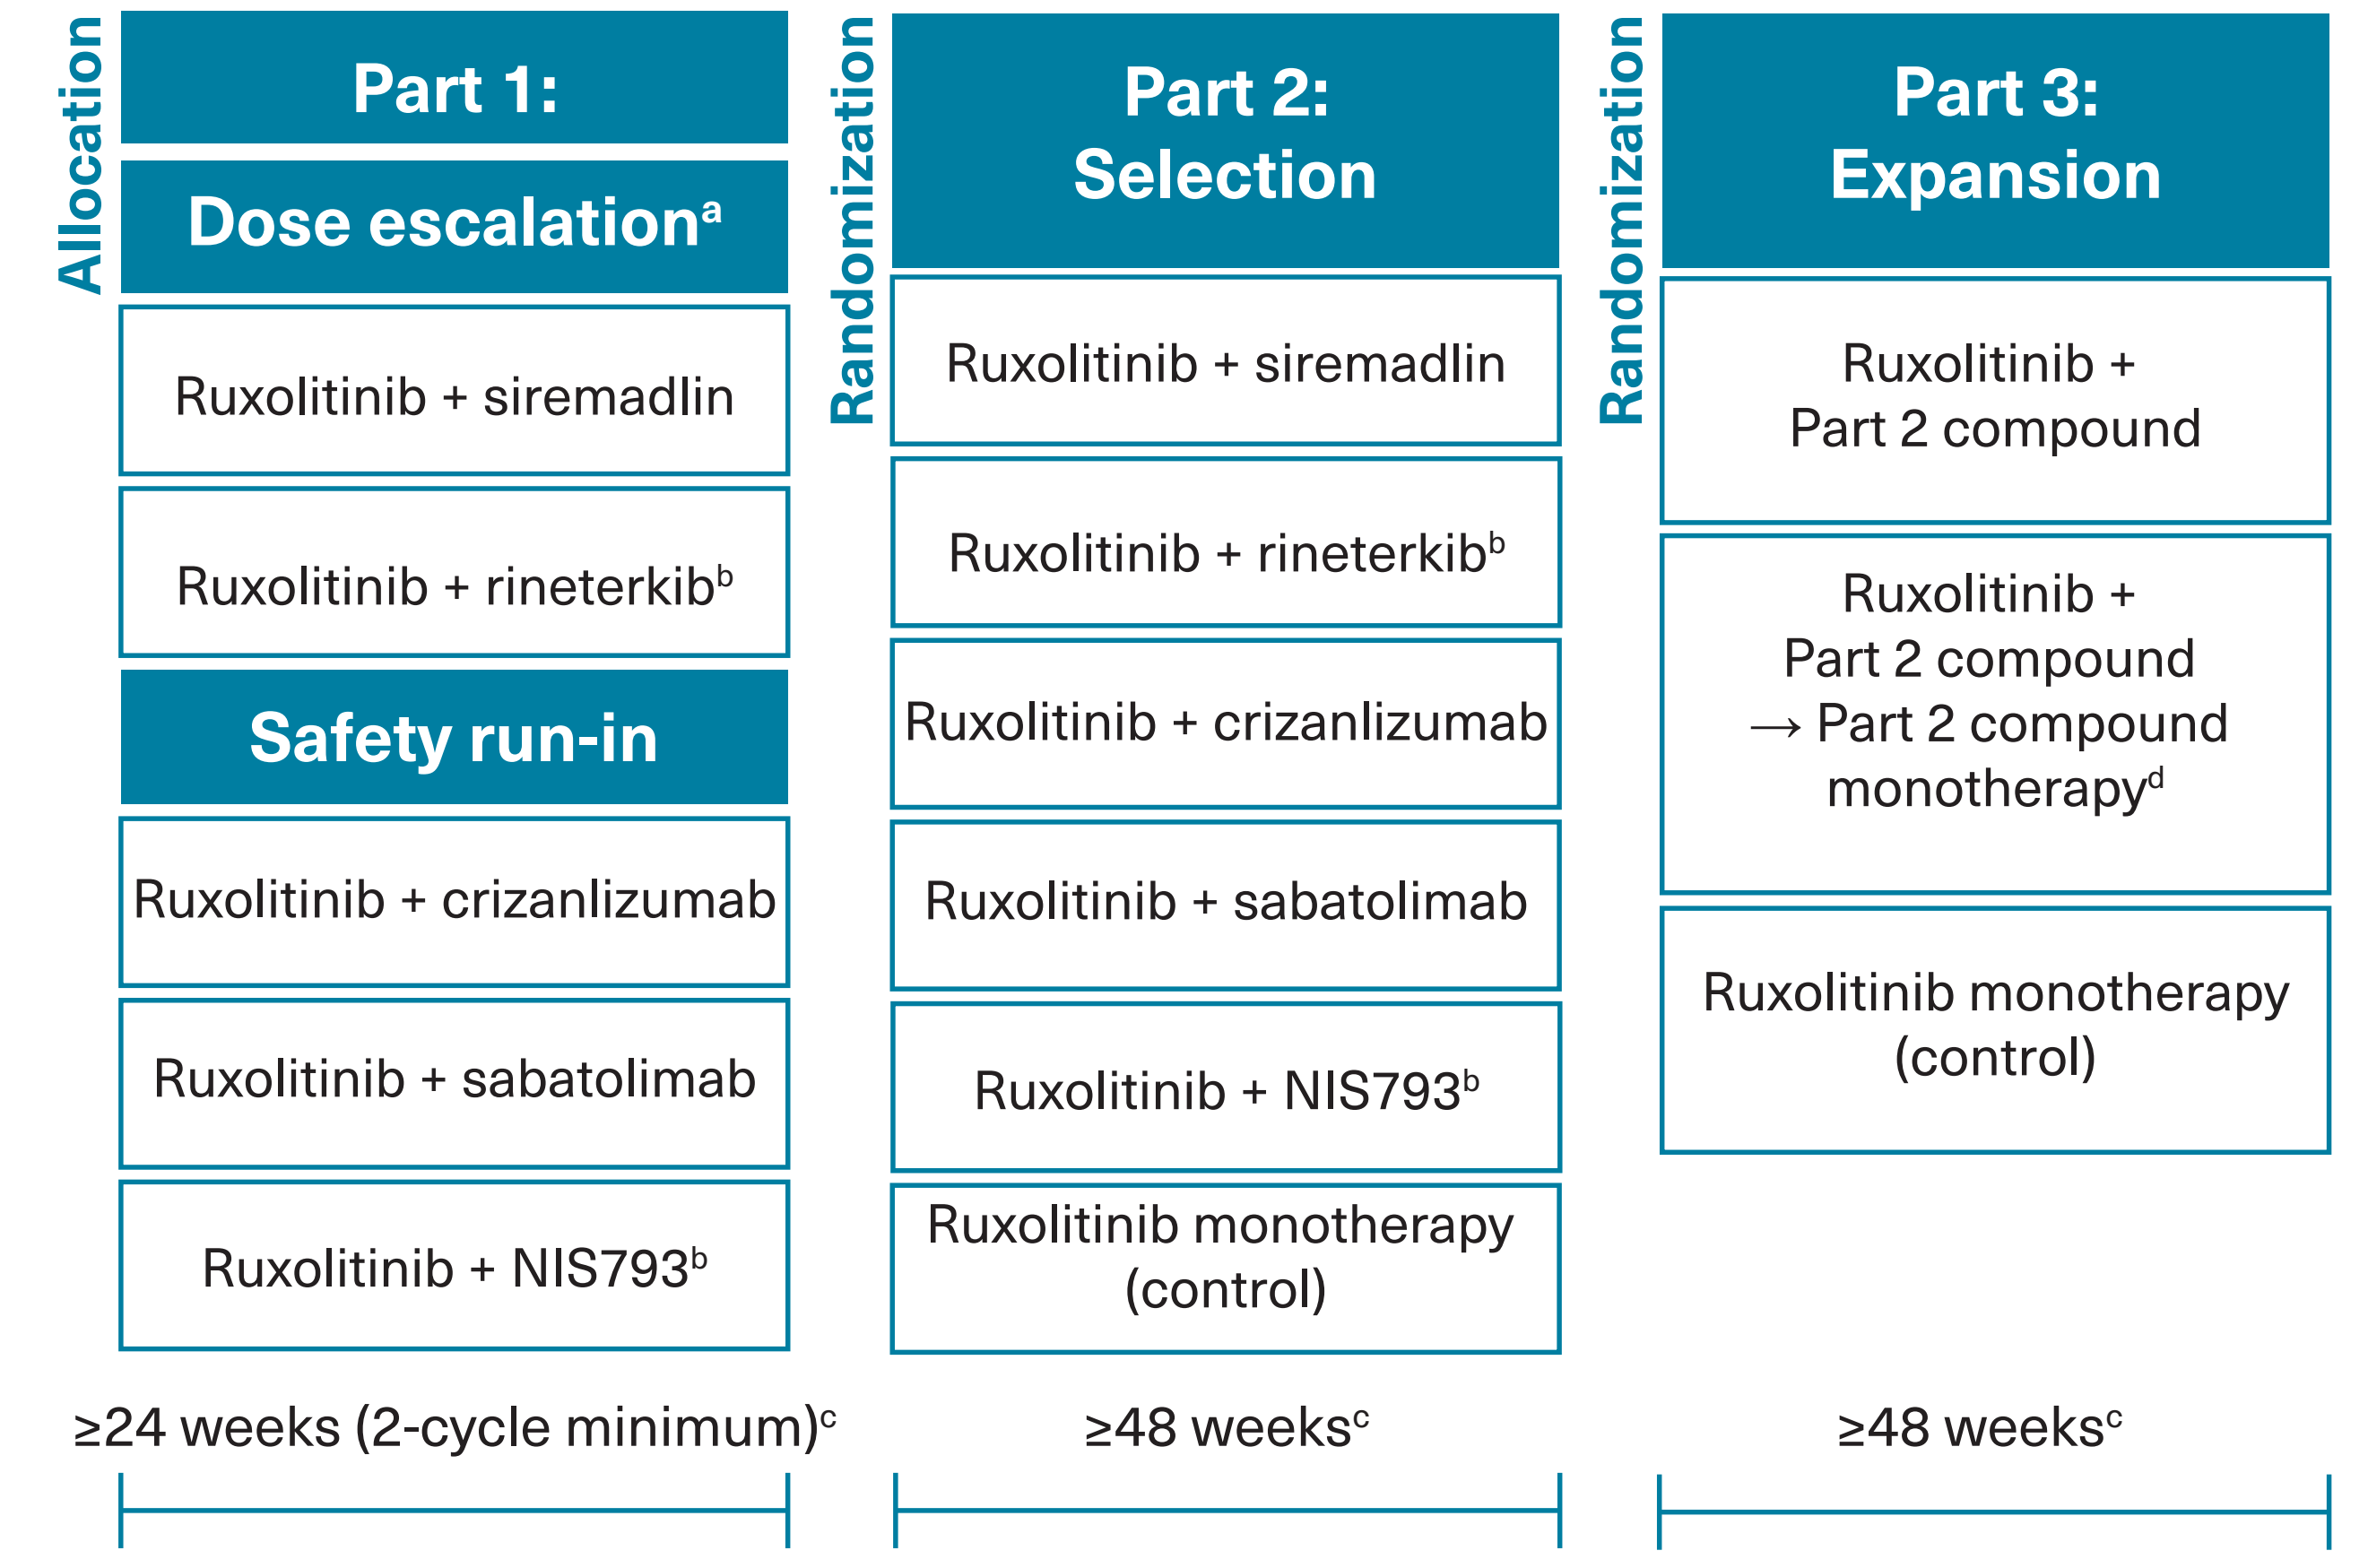 Allocation
Part 1:
Dose escalationᵃ
Ruxolitinib + siremadlin
Ruxolitinib + rineterkibᵇ
Safety run-in
Ruxolitinib + crizanlizumab
Ruxolitinib + sabatolimab
Ruxolitinib + NIS793ᵇ
≥24 weeks (2-cycle minimum)ᶜ
Randomization
Part 2:
Selection
Ruxolitinib + siremadlin
Ruxolitinib + rineterkibᵇ
Ruxolitinib + crizanlizumab
Ruxolitinib + sabatolimab
Ruxolitinib + NIS793ᵇ
Ruxolitinib monotherapy
(control)
≥48 weeksᶜ
Randomization
Part 3:
Expansion
Ruxolitinib +
Part 2 compound
Ruxolitinib +
Part 2 compound
→ Part 2 compound
monotherapyᵈ
Ruxolitinib monotherapy
(control)
≥48 weeksᶜ